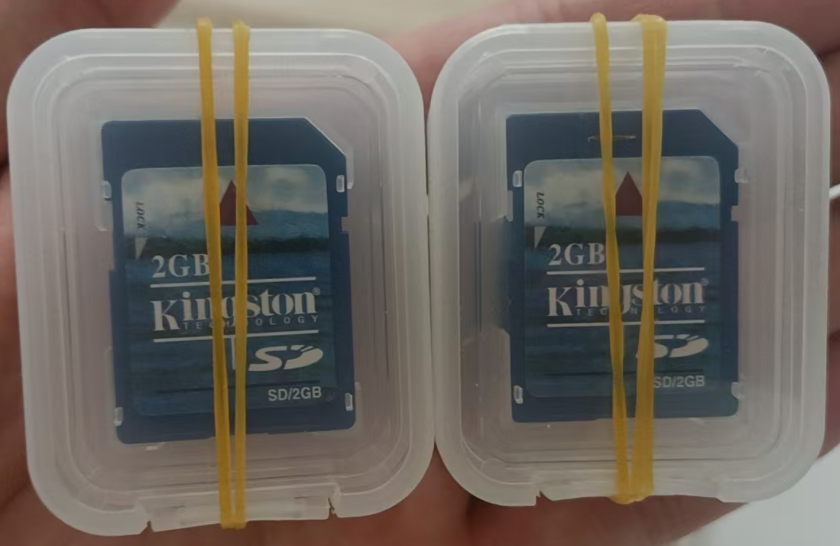 LOCK
2GB
Kingston®
TECHNOLOGY
SD
SD/2GB
LOCK
2GB
Kingston®
TECHNOLOGY
SD
SD/2GB